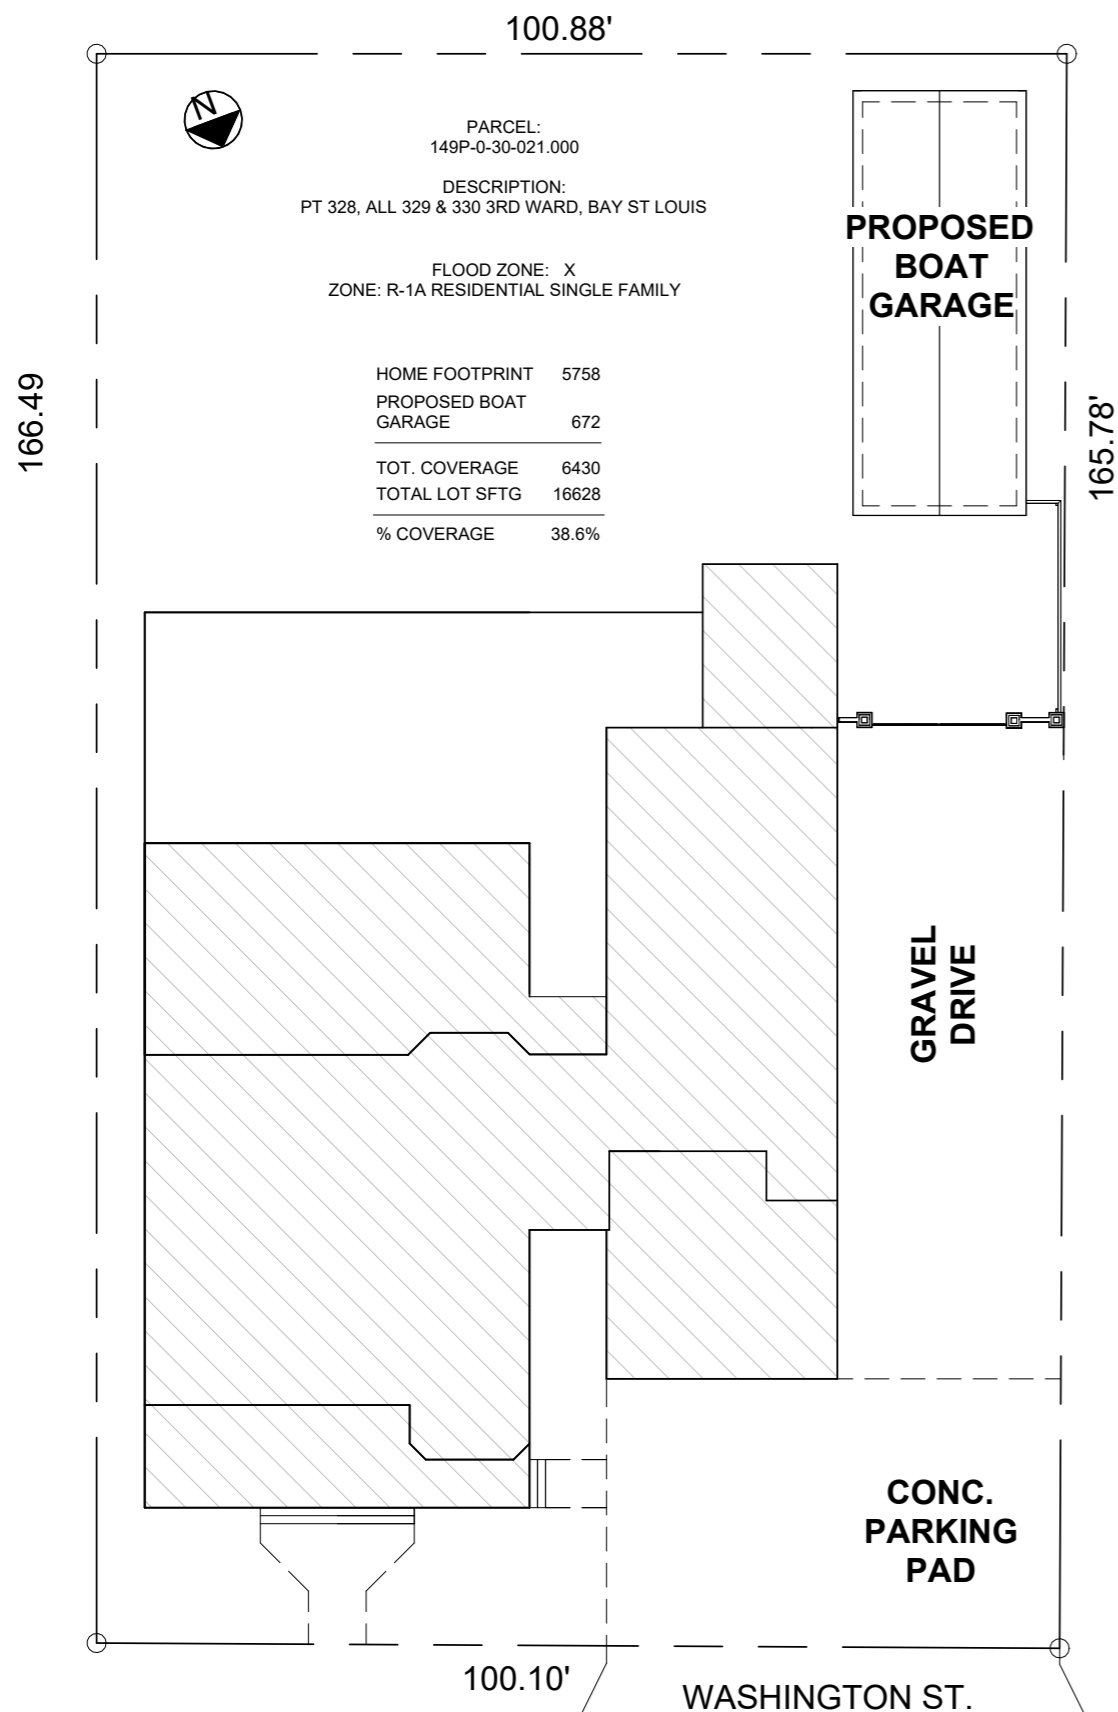 100.88'
N
PARCEL:
149P-0-30-021.000
DESCRIPTION:
PT 328, ALL 329 & 330 3RD WARD, BAY ST LOUIS
FLOOD ZONE: X
ZONE: R-1A RESIDENTIAL SINGLE FAMILY
PROPOSED
BOAT
GARAGE
166.49
165.78'
HOME FOOTPRINT 5758
PROPOSED BOAT
GARAGE 672
TOT. COVERAGE 6430
TOTAL LOT SFTG 16628
% COVERAGE 38.6%
GRAVEL
DRIVE
CONC.
PARKING
PAD
100.10'
WASHINGTON ST.